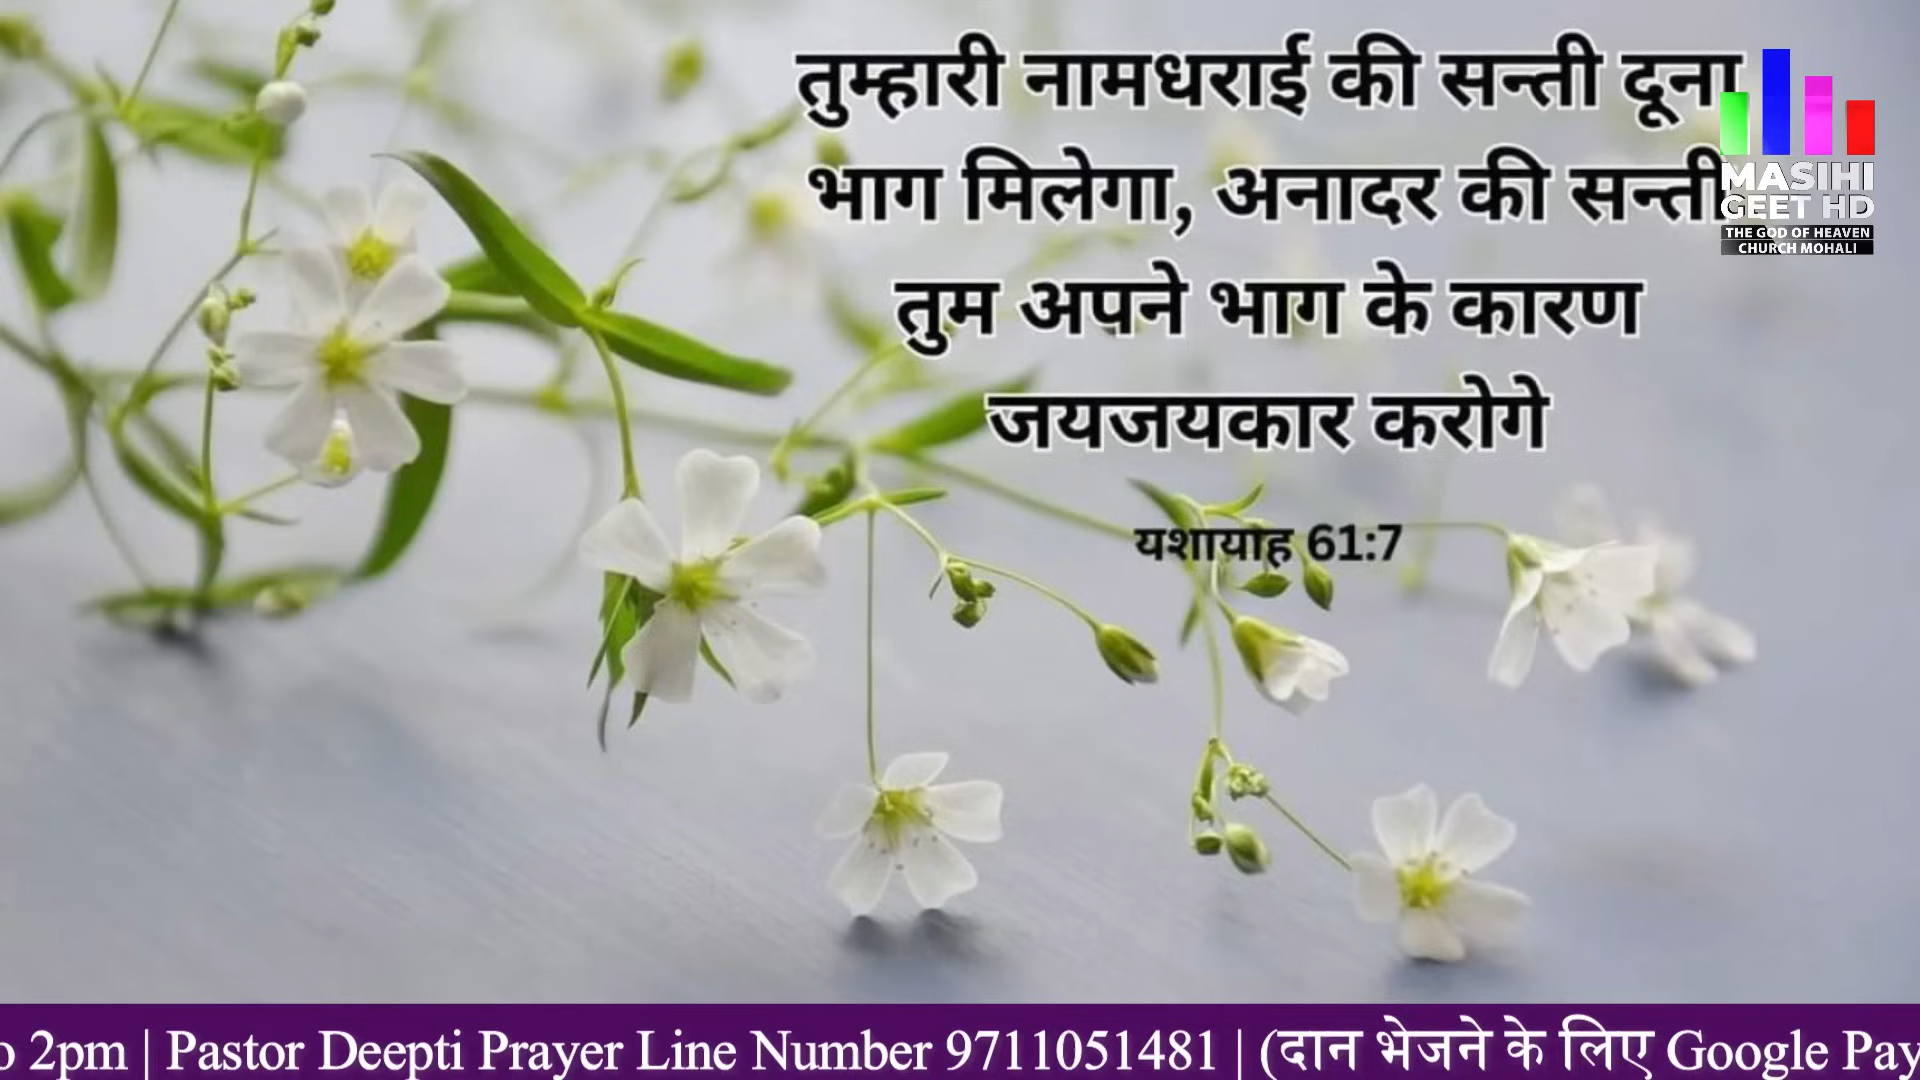 तुम्हारी नामधराई की सन्ती दूना
भाग मिलेगा, अनादर की सन्ती
तुम अपने भाग के कारण
जयजयकार करोगे
यशायाह 61:7
MASIHI
GEET HD
THE GOD OF HEAVEN
CHURCH MOHALI
2pm | Pastor Deepti Prayer Line Number 9711051481 | (दान भेजने के लिए Google Pay